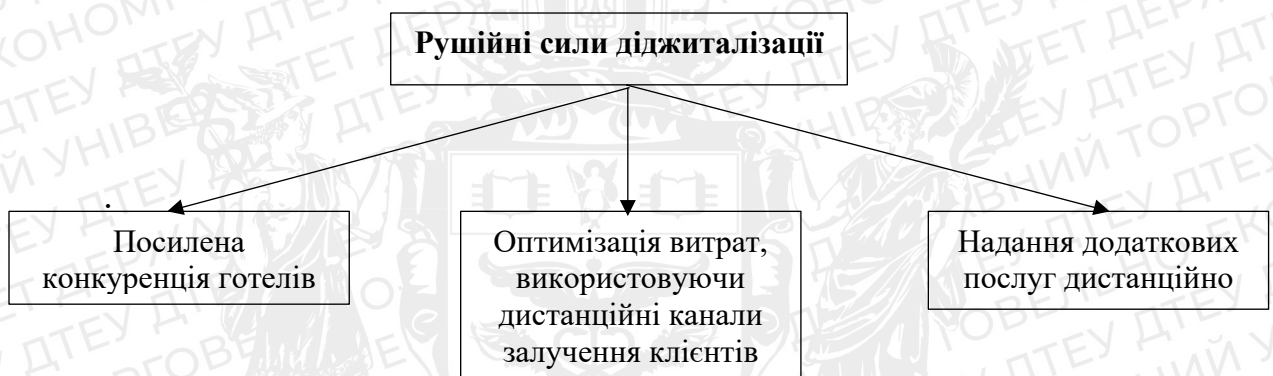 Рушійні сили діджиталізації
Посилена
конкуренція готелів
Оптимізація витрат,
використовуючи
дистанційні канали
залучення клієнтів
Надання додаткових
послуг дистанційно